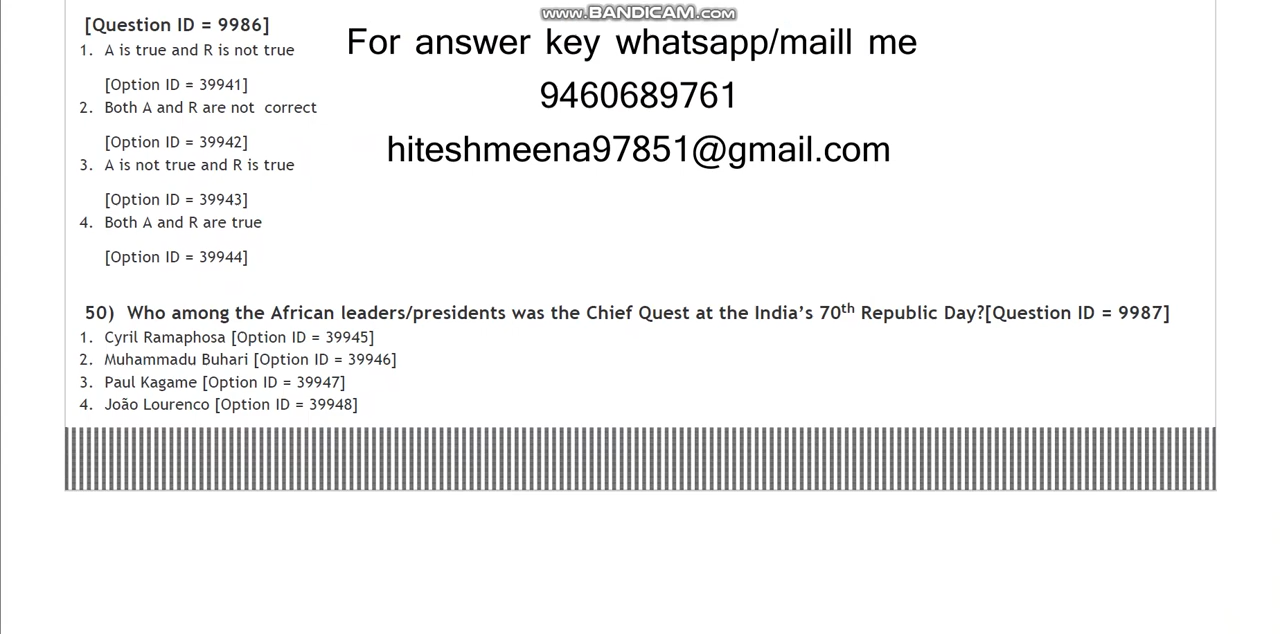 www.BANDICAM.com
[Question ID = 9986]
1. A is true and R is not true
[Option ID = 39941]
2. Both A and R are not correct
[Option ID = 39942]
3. A is not true and R is true
[Option ID = 39943]
4. Both A and R are true
[Option ID = 39944]
For answer key whatsapp/maill me
9460689761
hiteshmeena97851@gmail.com
50) Who among the African leaders/presidents was the Chief Quest at the India’s 70th Republic Day?[Question ID = 9987]
1. Cyril Ramaphosa [Option ID = 39945]
2. Muhammadu Buhari [Option ID = 39946]
3. Paul Kagame [Option ID = 39947]
4. João Lourenco [Option ID = 39948]